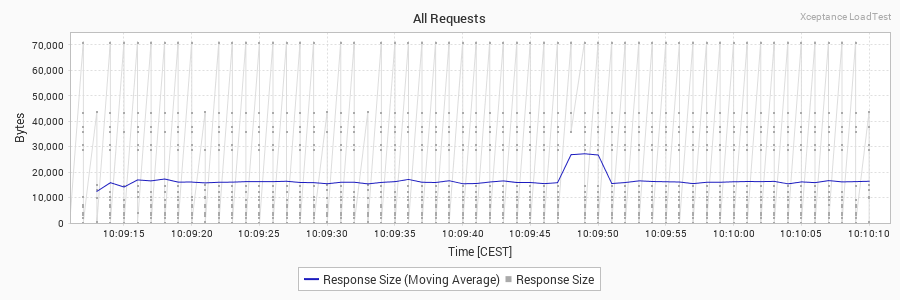 All Requests
Xceptance LoadTest
70,000
60,000
50,000
40,000
30,000
20,000
10,000
0
Bytes
10:09:15 10:09:20 10:09:25 10:09:30 10:09:35 10:09:40 10:09:45 10:09:50 10:09:55 10:10:00 10:10:05 10:10:10
Time [CEST]
Response Size (Moving Average) Response Size